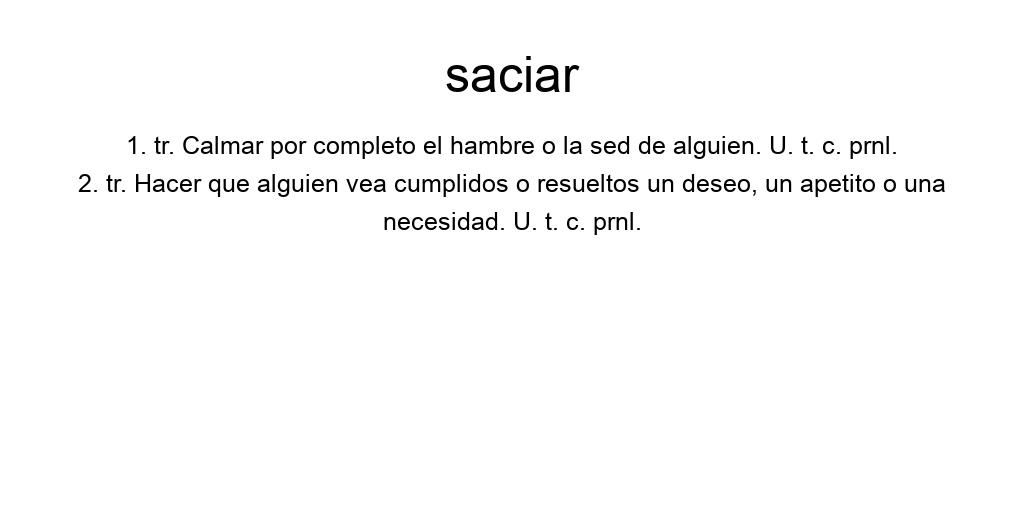 saciar
1. tr. Calmar por completo el hambre o la sed de alguien. U. t. c. prnl.
2. tr. Hacer que alguien vea cumplidos o resueltos un deseo, un apetito o una
necesidad. U. t. c. prnl.